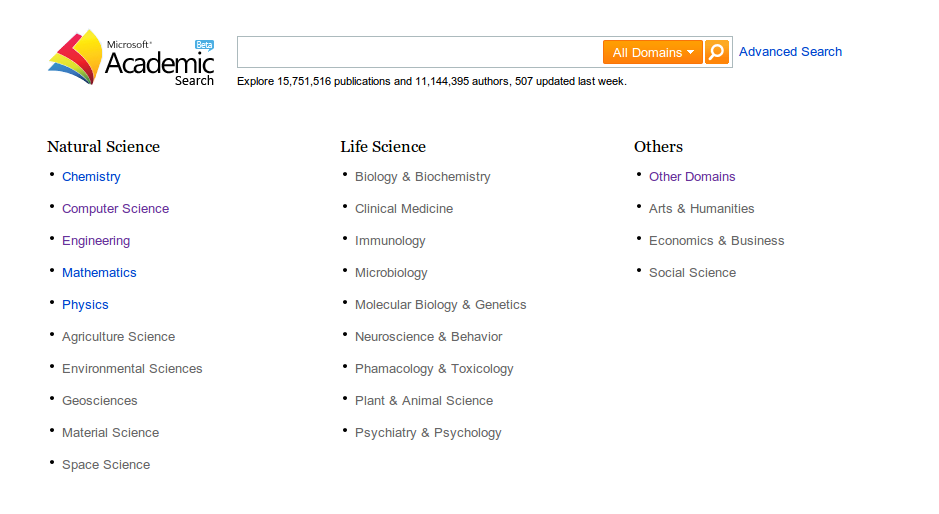 Microsoft®
Beta
Academic
Search
All Domains
Advanced Search
Explore 15,751,516 publications and 11,144,395 authors, 507 updated last week.
Natural Science
• Chemistry
• Computer Science
• Engineering
• Mathematics
• Physics
• Agriculture Science
• Environmental Sciences
• Geosciences
• Material Science
• Space Science
Life Science
• Biology & Biochemistry
• Clinical Medicine
• Immunology
• Microbiology
• Molecular Biology & Genetics
• Neuroscience & Behavior
• Phamacology & Toxicology
• Plant & Animal Science
• Psychiatry & Psychology
Others
• Other Domains
• Arts & Humanities
• Economics & Business
• Social Science